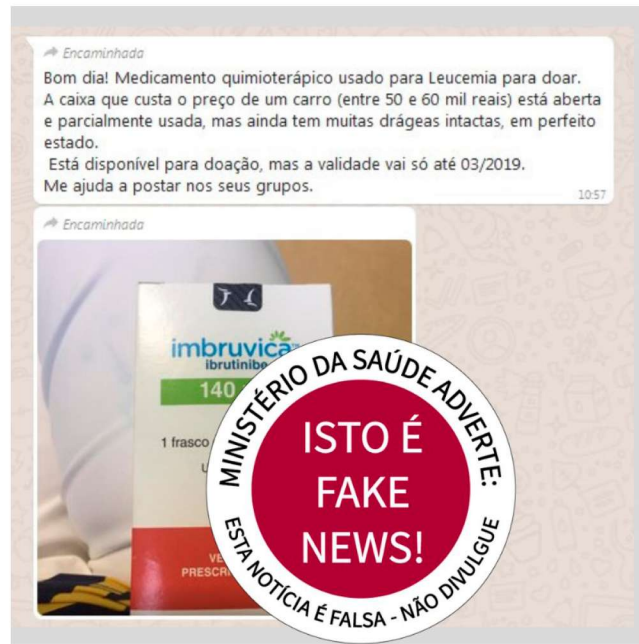 Encaminhada
Bom dia! Medicamento quimioterápico usado para Leucemia para doar.
A caixa que custa o preço de um carro (entre 50 e 60 mil reais) está aberta
e parcialmente usada, mas ainda tem muitas drágeas intactas, em perfeito
estado.
Está disponível para doação, mas a validade vai só até 03/2019.
Me ajuda a postar nos seus grupos.
10:57
Encaminhada
imbruvica
ibrutinibe
140
1 frasco
MINISTÉRIO DA SAÚDE ADVERTE:
ISTO É
FAKE
NEWS!
ESTA NOTÍCIA É FALSA - NÃO DIVULGUE